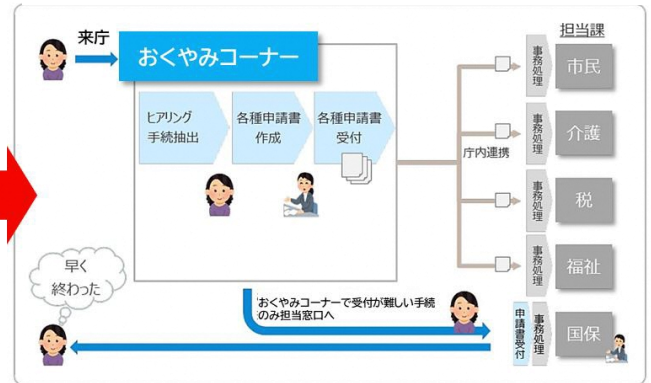 来庁
おくやみコーナー
ヒアリング
手続抽出
各種申請書
作成
各種申請書
受付
庁内連携
担当課
事務処理
市民
事務処理
介護
事務処理
税
事務処理
福祉
おくやみコーナーで受付が難しい手続
のみ担当窓口へ
申請書受付
事務処理
国保
早く
終わった